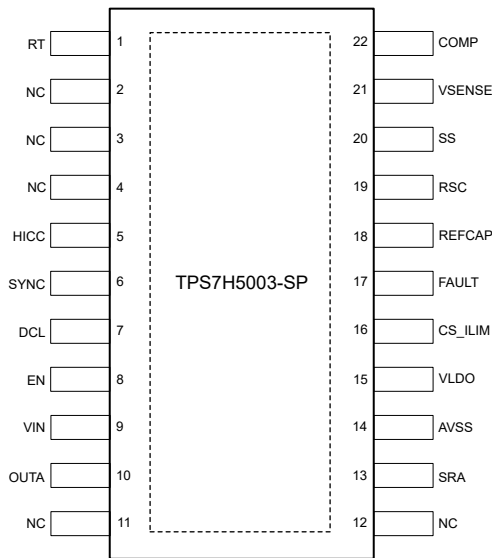 RT 1 22 COMP
NC 2 21 VSENSE
NC 3 20 SS
NC 4 19 RSC
HICC 5 18 REFCAP
SYNC 6 TPS7H5003-SP 17 FAULT
DCL 7 16 CS_ILIM
EN 8 15 VLDO
VIN 9 14 AVSS
OUTA 10 13 SRA
NC 11 12 NC